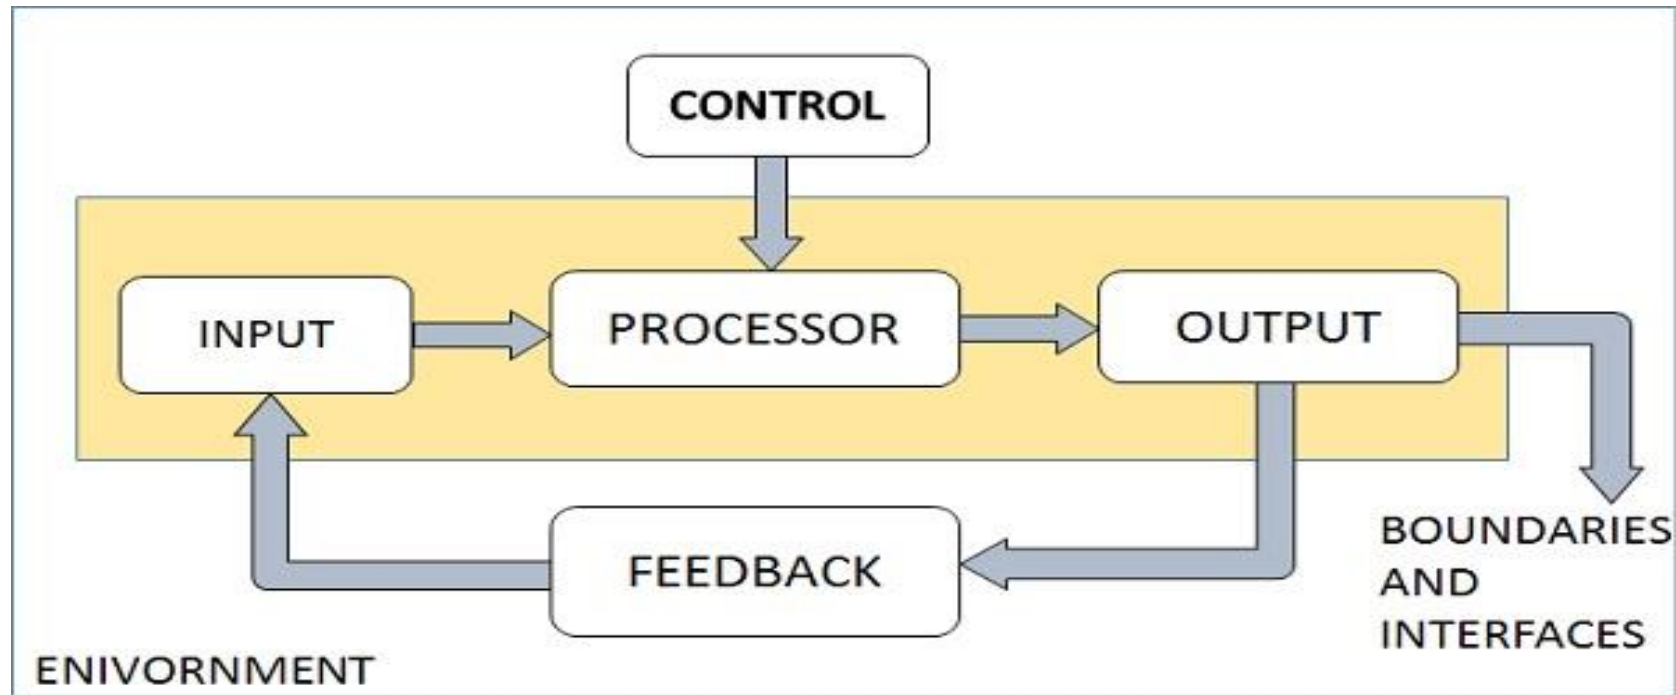 CONTROL
INPUT
PROCESSOR
OUTPUT
FEEDBACK
BOUNDARIES
AND
INTERFACES
ENIVORNMENT